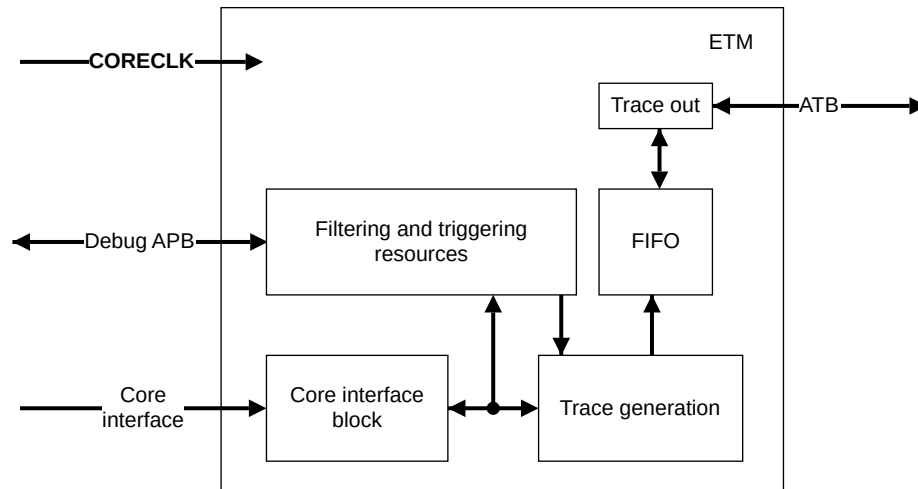 ETM
CORECLK
Trace out
ATB
Debug APB
Filtering and triggering
resources
FIFO
Core
interface
Core interface
block
Trace generation